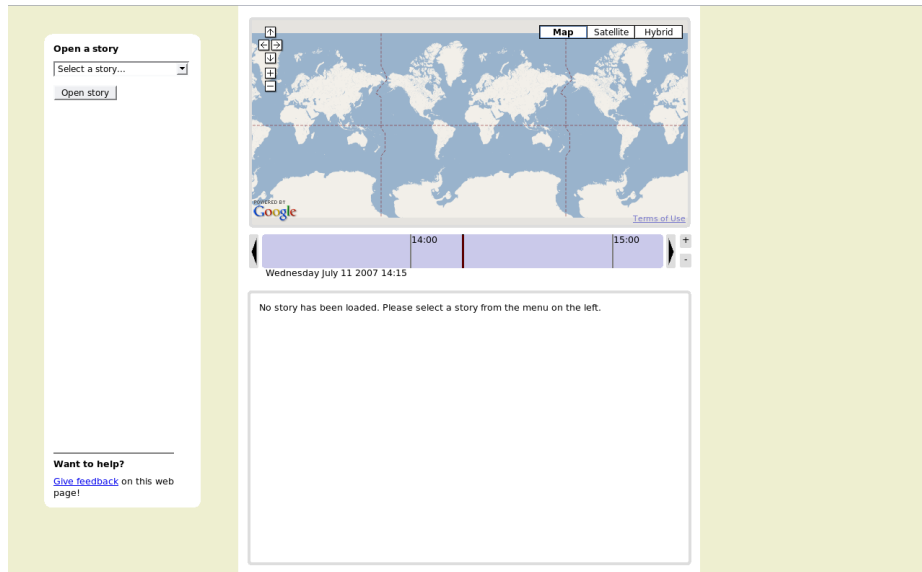 Open a story
Select a story...
Open story
Want to help?
Give feedback on this web
page!
Map Satellite Hybrid
POWERED BY
Google
Terms of Use
14:00 15:00
+
-
Wednesday July 11 2007 14:15
No story has been loaded. Please select a story from the menu on the left.